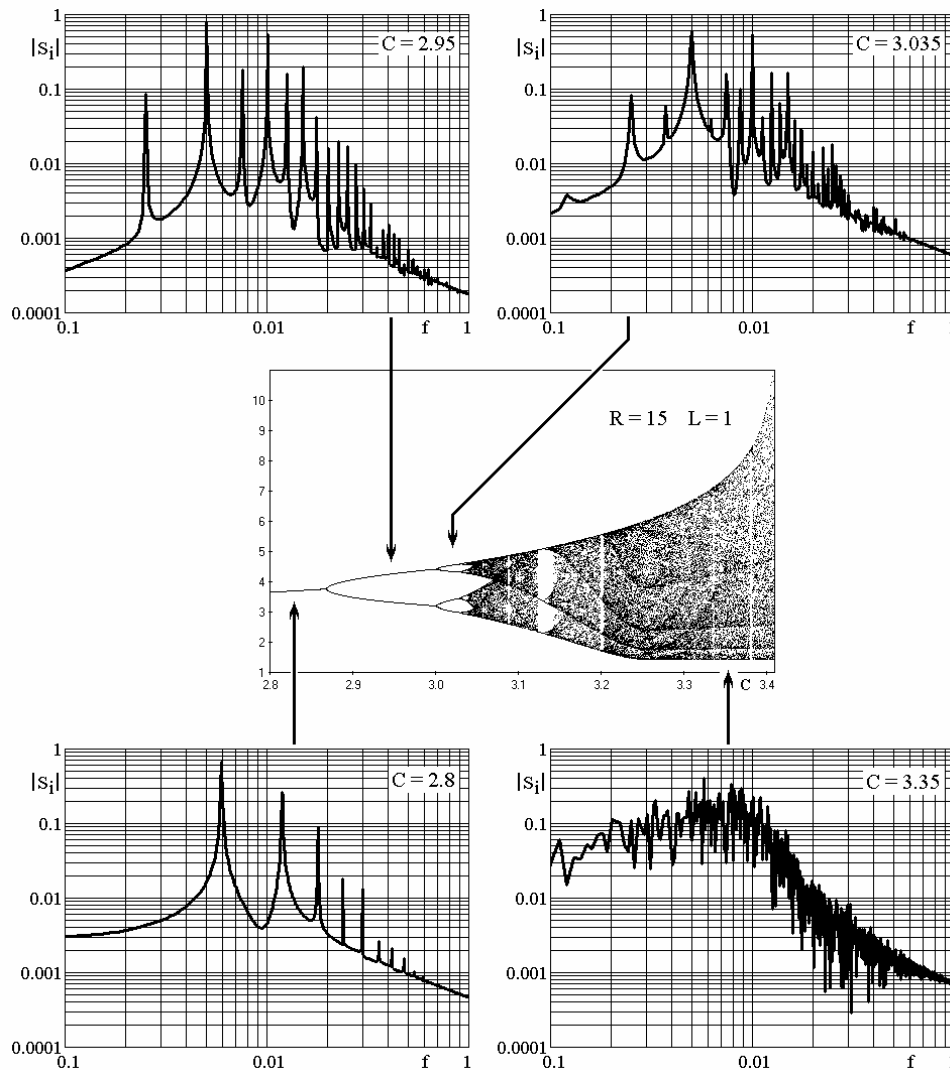 1
|s_i|
C = 2.95
0.1
0.01
0.001
0.0001
0.1 0.01 f 1
1
|s_i|
C = 3.035
0.1
0.01
0.001
0.0001
0.1 0.01 f 1
10
9
8
7
6
5
4
3
2
1
R = 15 L = 1
2.8 2.9 3.0 3.1 3.2 3.3 C 3.4
1
|s_i|
C = 2.8
0.1
0.01
0.001
0.0001
0.1 0.01 f 1
1
|s_i|
C = 3.35
0.1
0.01
0.001
0.0001
0.1 0.01 f 1